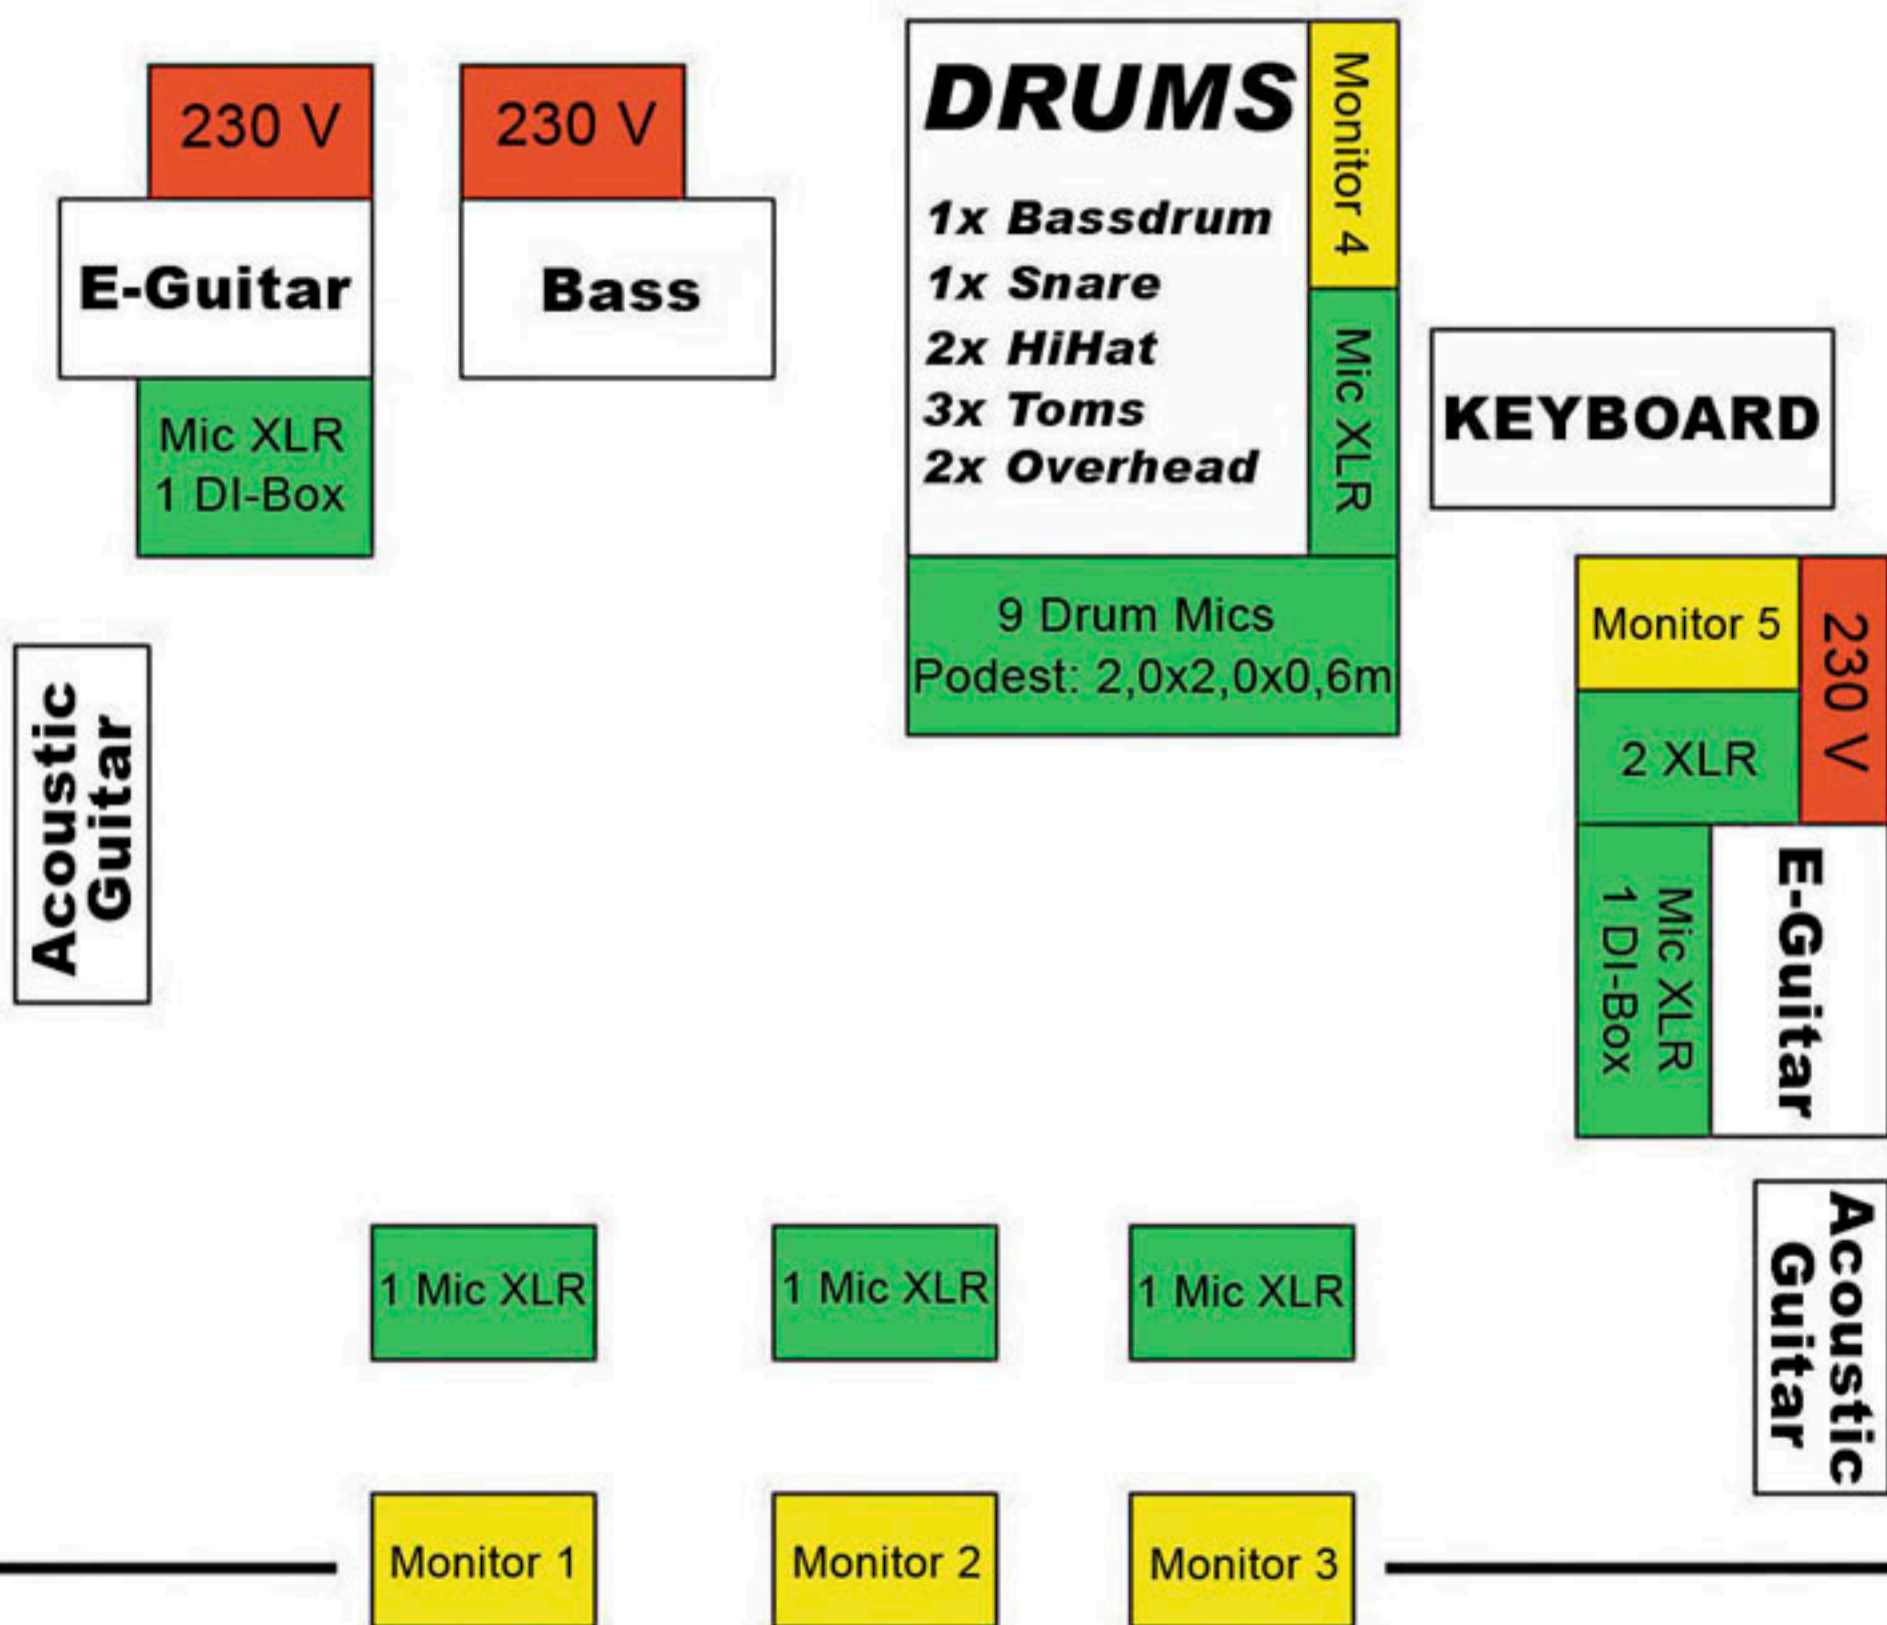 230 V
E-Guitar
Mic XLR
1 DI-Box
230 V
Bass
DRUMS
1x Bassdrum
1x Snare
2x HiHat
3x Toms
2x Overhead
Monitor 4
Mic XLR
9 Drum Mics
Podest: 2,0x2,0x0,6m
KEYBOARD
Monitor 5
230 V
2 XLR
Mic XLR
1 DI-Box
E-Guitar
Acoustic
Guitar
Acoustic
Guitar
1 Mic XLR
1 Mic XLR
1 Mic XLR
Monitor 1
Monitor 2
Monitor 3